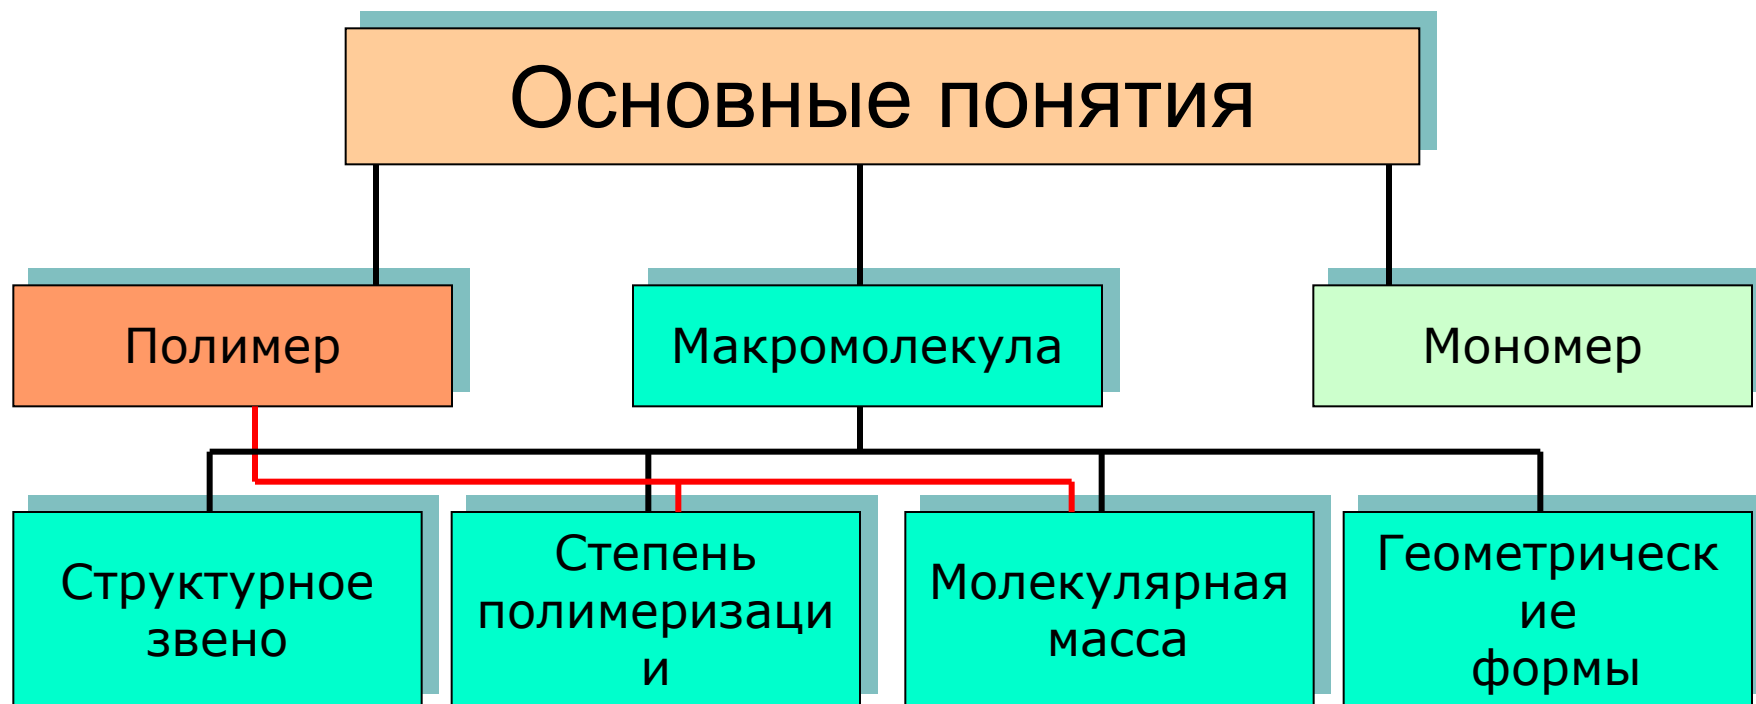 Основные понятия
Полимер
Макромолекула
Мономер
Структурное
звено
Степень
полимеризаци
и
Молекулярная
масса
Геометрическ
ие
формы